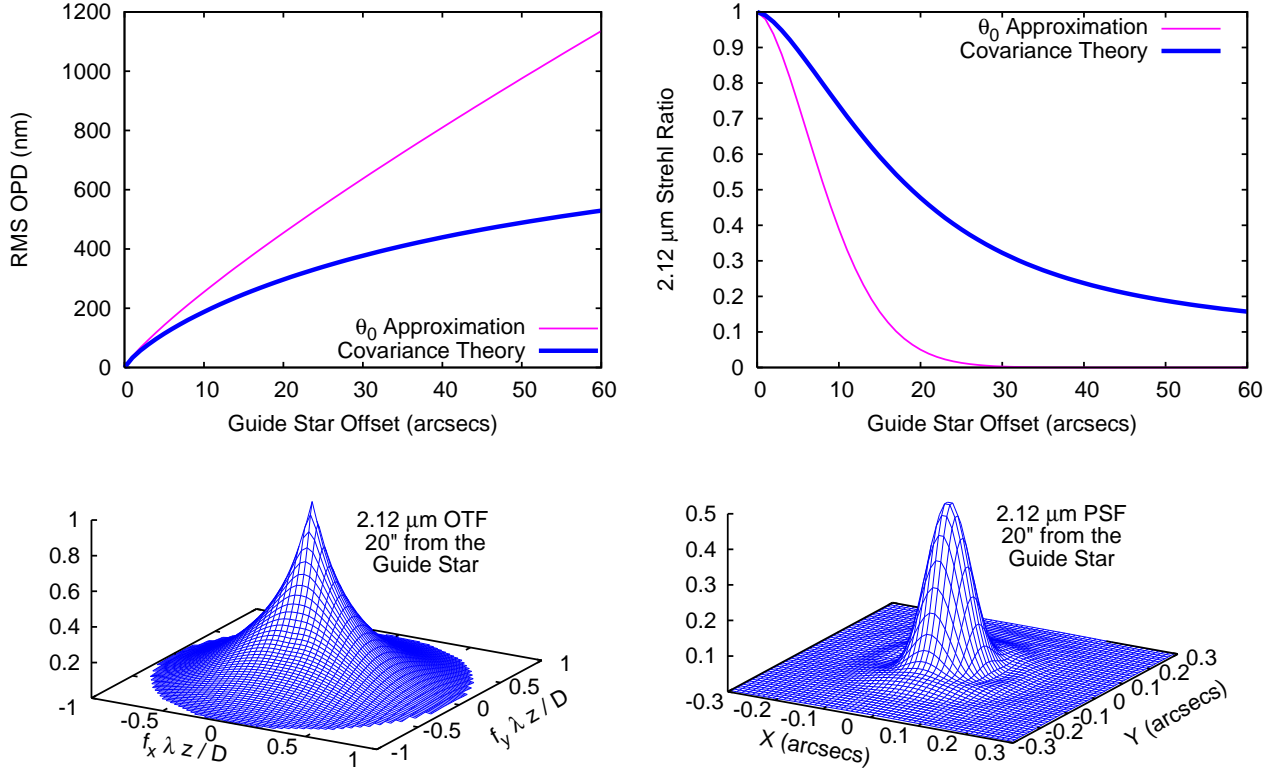 1200
1000
800
600
400
200
0
RMS OPD (nm)
θ0 Approximation
Covariance Theory
0 10 20 30 40 50 60
Guide Star Offset (arcsecs)
1
0.9
0.8
0.7
0.6
0.5
0.4
0.3
0.2
0.1
0
2.12 μm Strehl Ratio
θ0 Approximation
Covariance Theory
0 10 20 30 40 50 60
Guide Star Offset (arcsecs)
2.12 μm OTF
20" from the
Guide Star
1
0.8
0.6
0.4
0.2
-1 -0.5 0 0.5 1
fx λ z / D
-1 -0.5 0 0.5 1
fy λ z / D
2.12 μm PSF
20" from the
Guide Star
0.5
0.4
0.3
0.2
0.1
-0.3 -0.2 -0.1 0 0.1 0.2 0.3
X (arcsecs)
-0.3 -0.2 -0.1 0 0.1 0.2 0.3
Y (arcsecs)